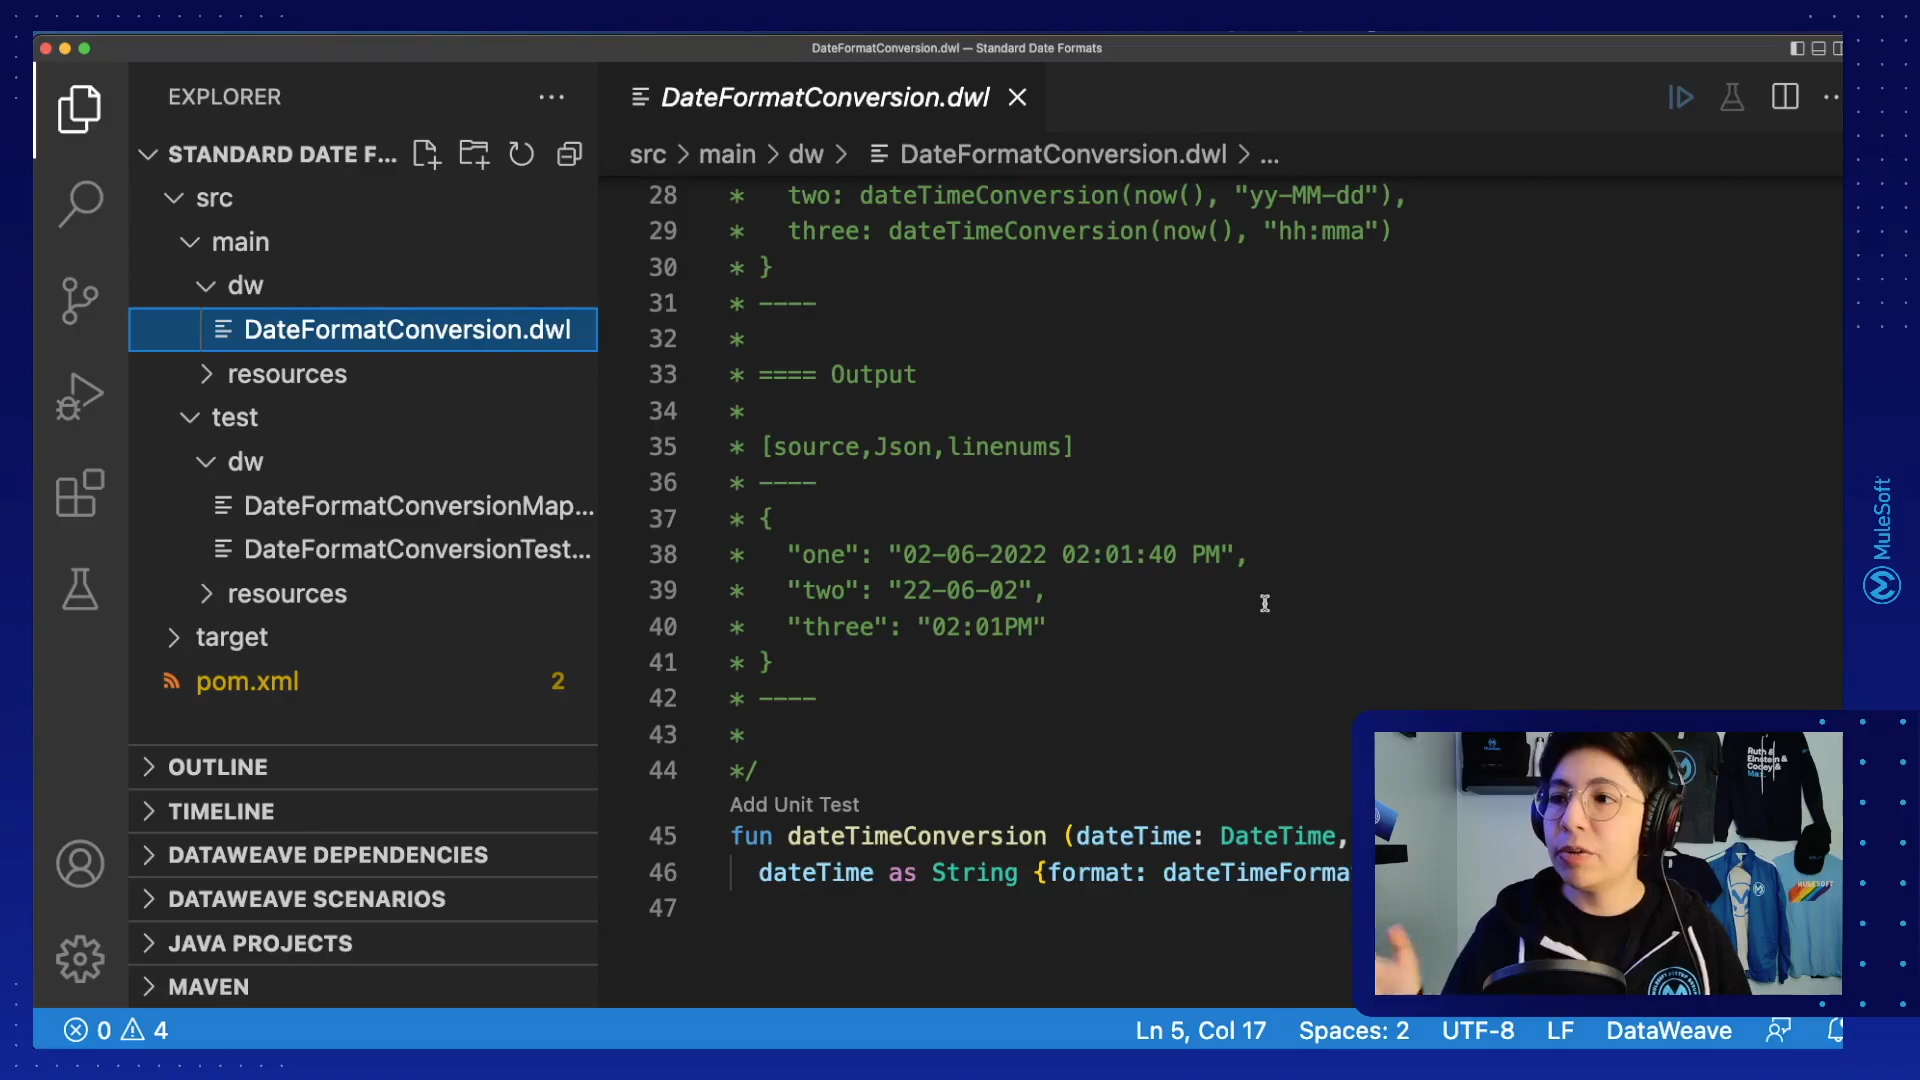 DateFormatConversion.dwl — Standard Date Formats
EXPLORER
STANDARD DATE F...
src
main
dw
DateFormatConversion.dwl
resources
test
dw
DateFormatConversionMap...
DateFormatConversionTest...
resources
target
pom.xml 2
OUTLINE
TIMELINE
DATAWEAVE DEPENDENCIES
DATAWEAVE SCENARIOS
JAVA PROJECTS
MAVEN
DateFormatConversion.dwl
src > main > dw > DateFormatConversion.dwl > ...
28 * two: dateTimeConversion(now(), "yy-MM-dd"),
29 * three: dateTimeConversion(now(), "hh:mma")
30 * }
31 * ----
32 *
33 * ==== Output
34 *
35 * [source,Json,linenums]
36 * ----
37 * {
38 * "one": "02-06-2022 02:01:40 PM",
39 * "two": "22-06-02",
40 * "three": "02:01PM"
41 * }
42 * ----
43 *
44 */
Add Unit Test
45 fun dateTimeConversion (dateTime: DateTime,
46 dateTime as String {format: dateTimeForma
47
0 4
Ln 5, Col 17 Spaces: 2 UTF-8 LF DataWeave
MuleSoft
Ruth &
Einstein &
Codey &
Max.
MULESOFT